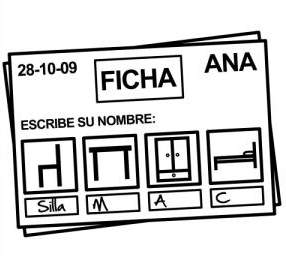 28-10-09 FICHA ANA
ESCRIBE SU NOMBRE:
Silla M A C